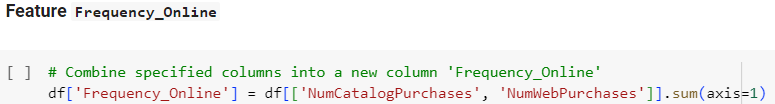 Feature Frequency_Online
[ ] # Combine specified columns into a new column 'Frequency_Online'
df['Frequency_Online'] = df[['NumCatalogPurchases', 'NumWebPurchases']].sum(axis=1)